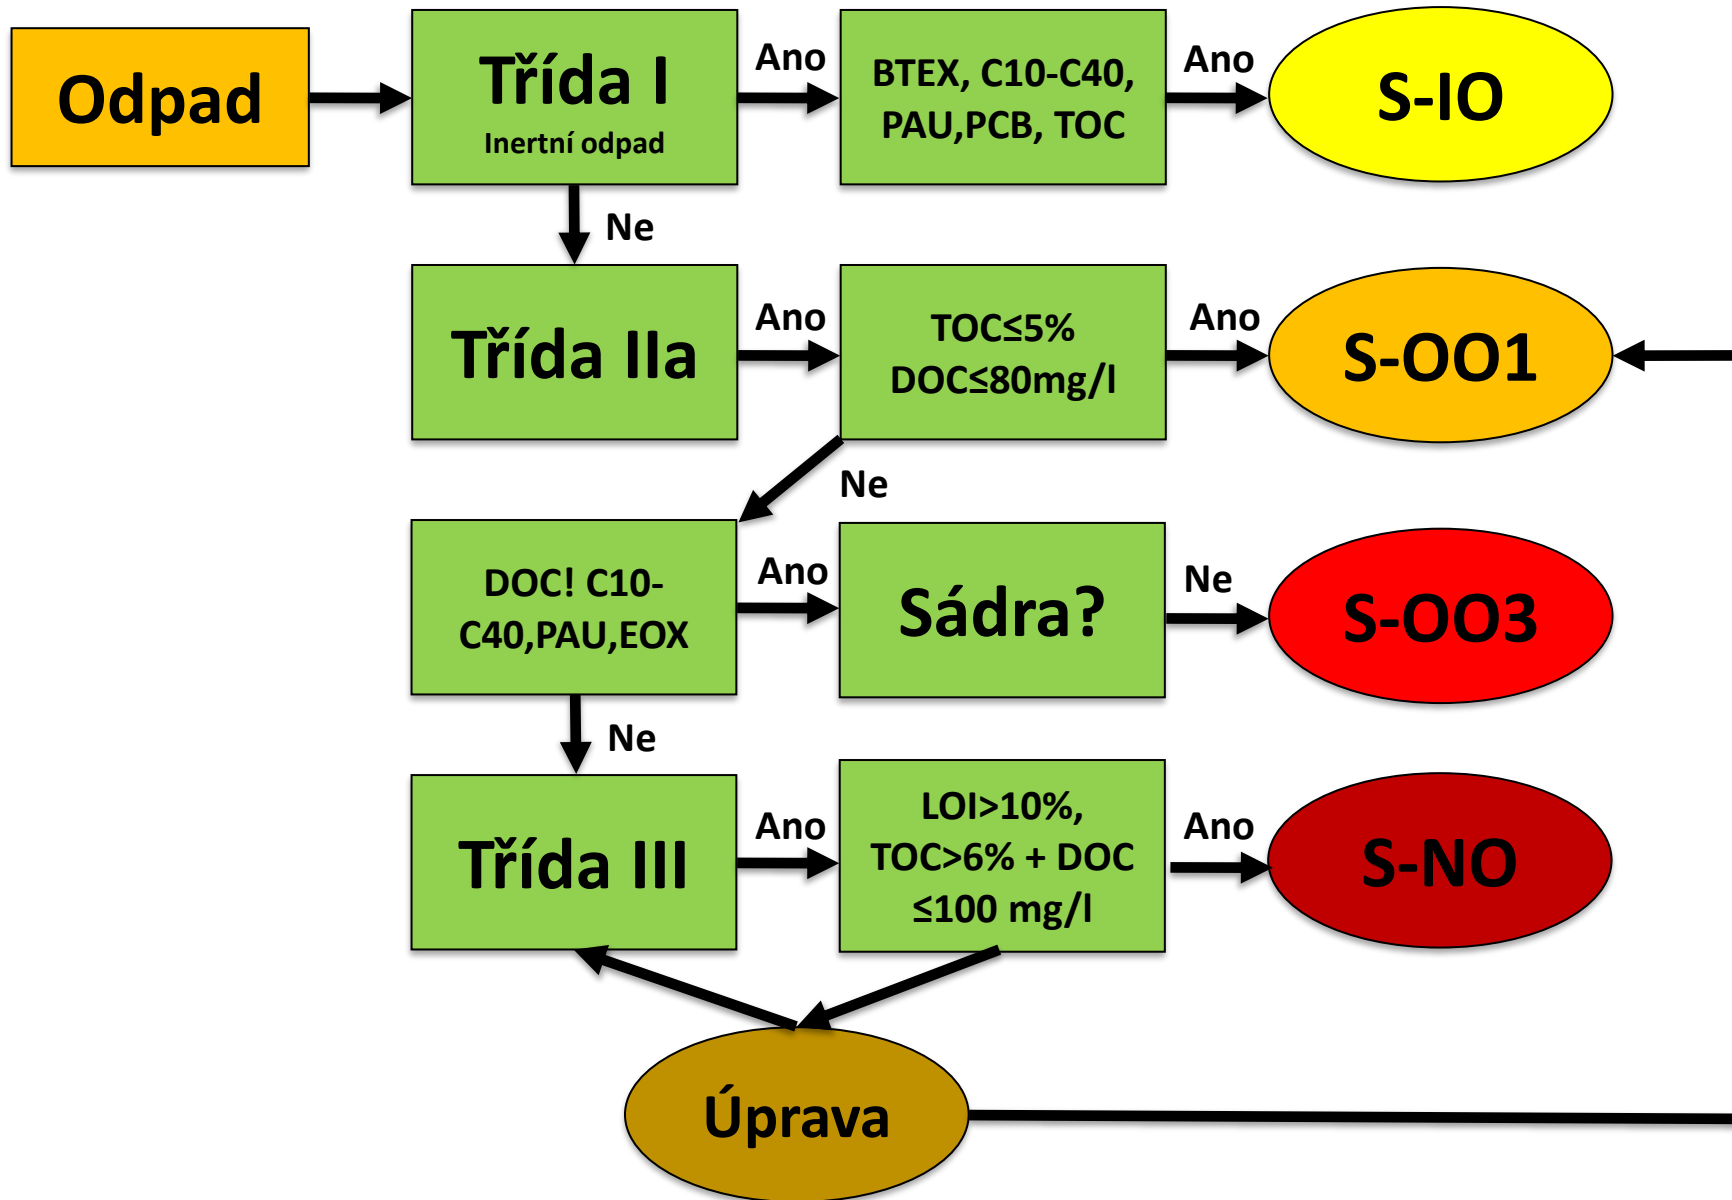 Odpad
Třída I
Inertní odpad
Ano
BTEX, C10-C40,
PAU,PCB, TOC
Ano
S-IO
Ne
Třída IIa
Ano
TOC≤5%
DOC≤80mg/l
Ano
S-OO1
Ne
DOC! C10-
C40,PAU,EOX
Ano
Sádra?
Ne
S-OO3
Ne
Třída III
Ano
LOI>10%,
TOC>6% + DOC
≤100 mg/l
Ano
S-NO
Úprava